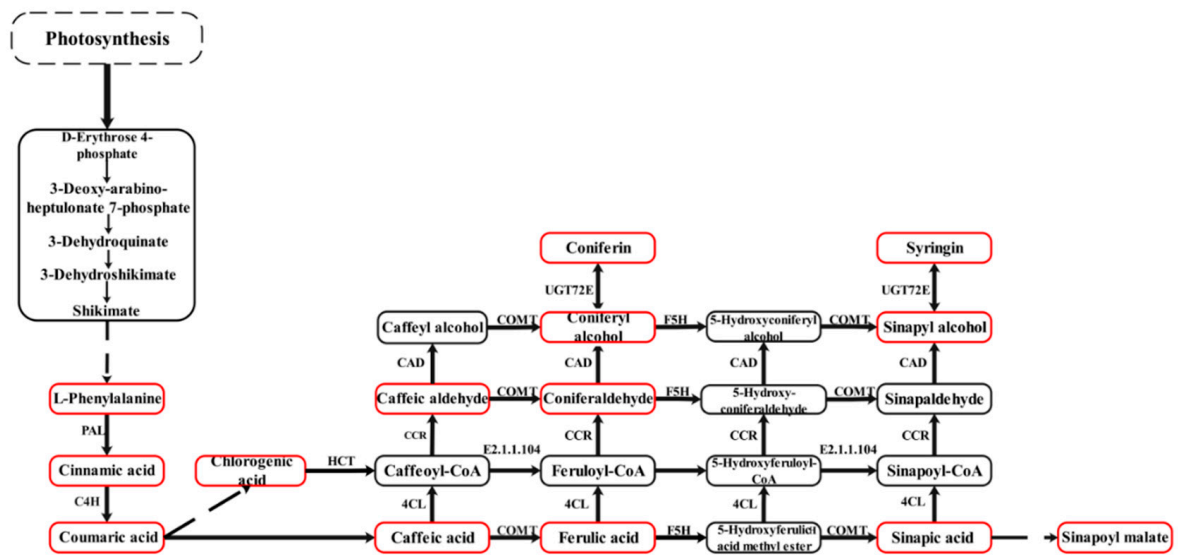 Photosynthesis
D-Erythrose 4-
phosphate
3-Deoxy-arabino-
heptulonate 7-phosphate
3-Dehydroquinate
3-Dehydroshikimate
Shikimate
Coniferin
Syringin
UGT72E
UGT72E
Caffeyl alcohol
COMT
Coniferyl
alcohol
F5H
5-Hydroxyconiferyl
alcohol
COMT
Sinapyl alcohol
CAD
CAD
CAD
CAD
L-Phenylalanine
Caffeic aldehyde
COMT
Coniferaldehyde
F5H
5-Hydroxy-
coniferaldehyde
COMT
Sinapaldehyde
PAL
CCR
CCR
CCR
CCR
E2.1.1.104
E2.1.1.104
Cinnamic acid
Chlorogenic
acid
HCT
Caffeoyl-CoA
Feruloyl-CoA
5-Hydroxyferuloyl-
CoA
Sinapoyl-CoA
C4H
4CL
4CL
4CL
4CL
Coumaric acid
Caffeic acid
COMT
Ferulic acid
F5H
acid methyl ester
COMT
Sinapic acid
Sinapoyl malate